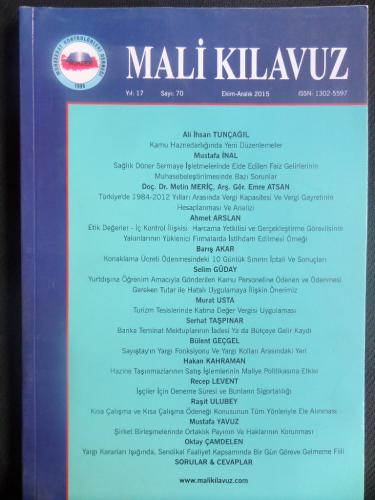 MUHASEBAT KONTROLÖRLERİ DERNEĞİ
1986
MALİ KILAVUZ
Yıl: 17 Sayı: 70 Ekim-Aralık 2015 ISSN: 1302-5597
Ali İhsan TUNÇAĞIL
Kamu Haznedarlığında Yeni Düzenlemeler
Mustafa İNAL
Sağlık Döner Sermaye İşletmelerinde Elde Edilen Faiz Gelirlerinin
Muhasebeleştirilmesinde Bazı Sorunlar
Doç. Dr. Metin MERİÇ, Arş. Gör. Emre ATSAN
Türkiye'de 1984-2012 Yılları Arasında Vergi Kapasitesi Ve Vergi Gayretinin
Hesaplanması Ve Analizi
Ahmet ARSLAN
Etik Değerler - İç Kontrol İlişkisi: Harcama Yetkilisi ve Gerçekleştirme Görevlisinin
Yakınlarının Yüklenici Firmalarda İstihdam Edilmesi Örneği
Barış AKAR
Konaklama Ücreti Ödenmesindeki 10 Günlük Sınırın İptali Ve Sonuçları
Selim GÜDAY
Yurtdışına Öğrenim Amacıyla Gönderilen Kamu Personeline Ödenen ve Ödenmesi
Gereken Tutar ile Hatalı Uygulamaya İlişkin Önerimiz
Murat USTA
Turizm Tesislerinde Katma Değer Vergisi Uygulaması
Serhat TAŞPINAR
Banka Teminat Mektuplarının İadesi Ya da Bütçeye Gelir Kaydı
Bülent GEÇGEL
Sayıştay'ın Yargı Fonksiyonu Ve Yargı Kolları Arasındaki Yeri
Hakan KAHRAMAN
Hazine Taşınmazlarının Satış İşlemlerinin Maliye Politikasına Etkisi
Recep LEVENT
İşçiler İçin Deneme Süresi ve Bunların Sigortalılığı
Raşit ULUBEY
Kısa Çalışma ve Kısa Çalışma Ödeneği Konusunun Tüm Yönleriyle Ele Alınması
Mustafa YAVUZ
Şirket Birleşmelerinde Ortaklık Payının Ve Haklarının Korunması
Oktay ÇAMDELEN
Yargı Kararları Işığında, Sendikal Faaliyet Kapsamında Bir Gün Göreve Gelmeme Fiili
SORULAR & CEVAPLAR
www.malikilavuz.com